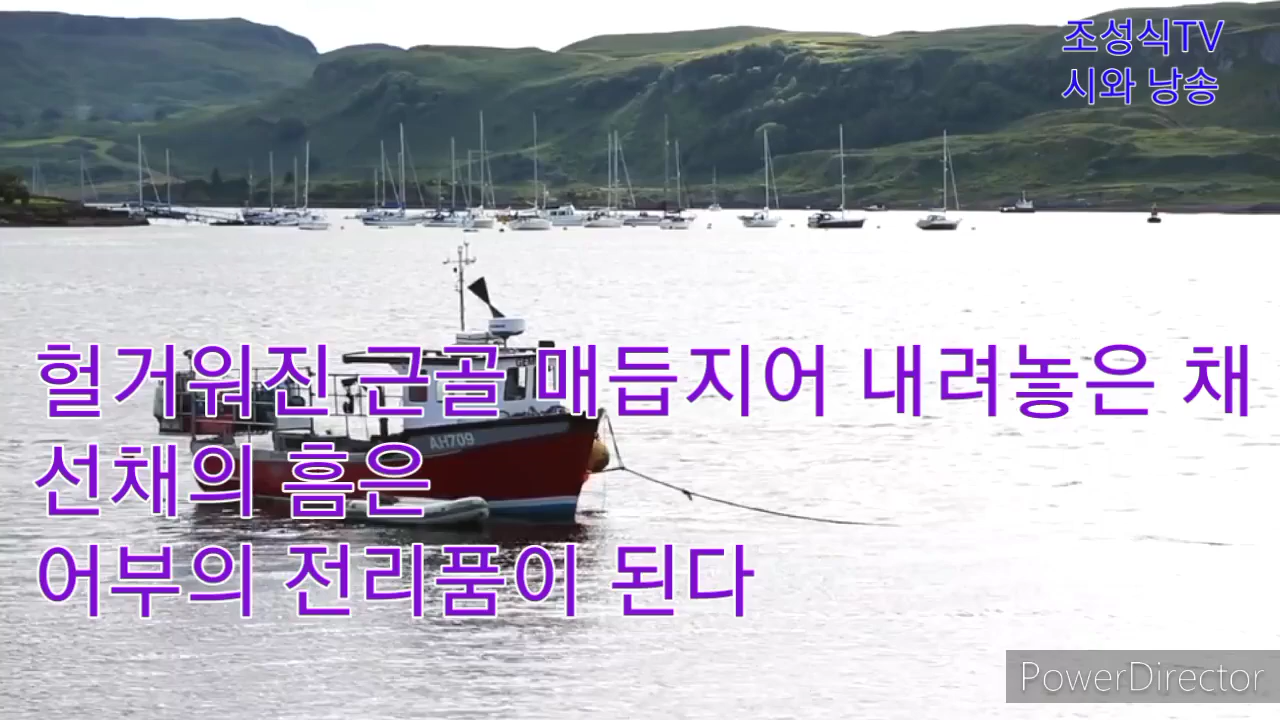 조성식TV
시와 낭송
헐거워진 근골 매듭지어 내려놓은 채
AH709
선채의 흠은
어부의 전리품이 된다
PowerDirector